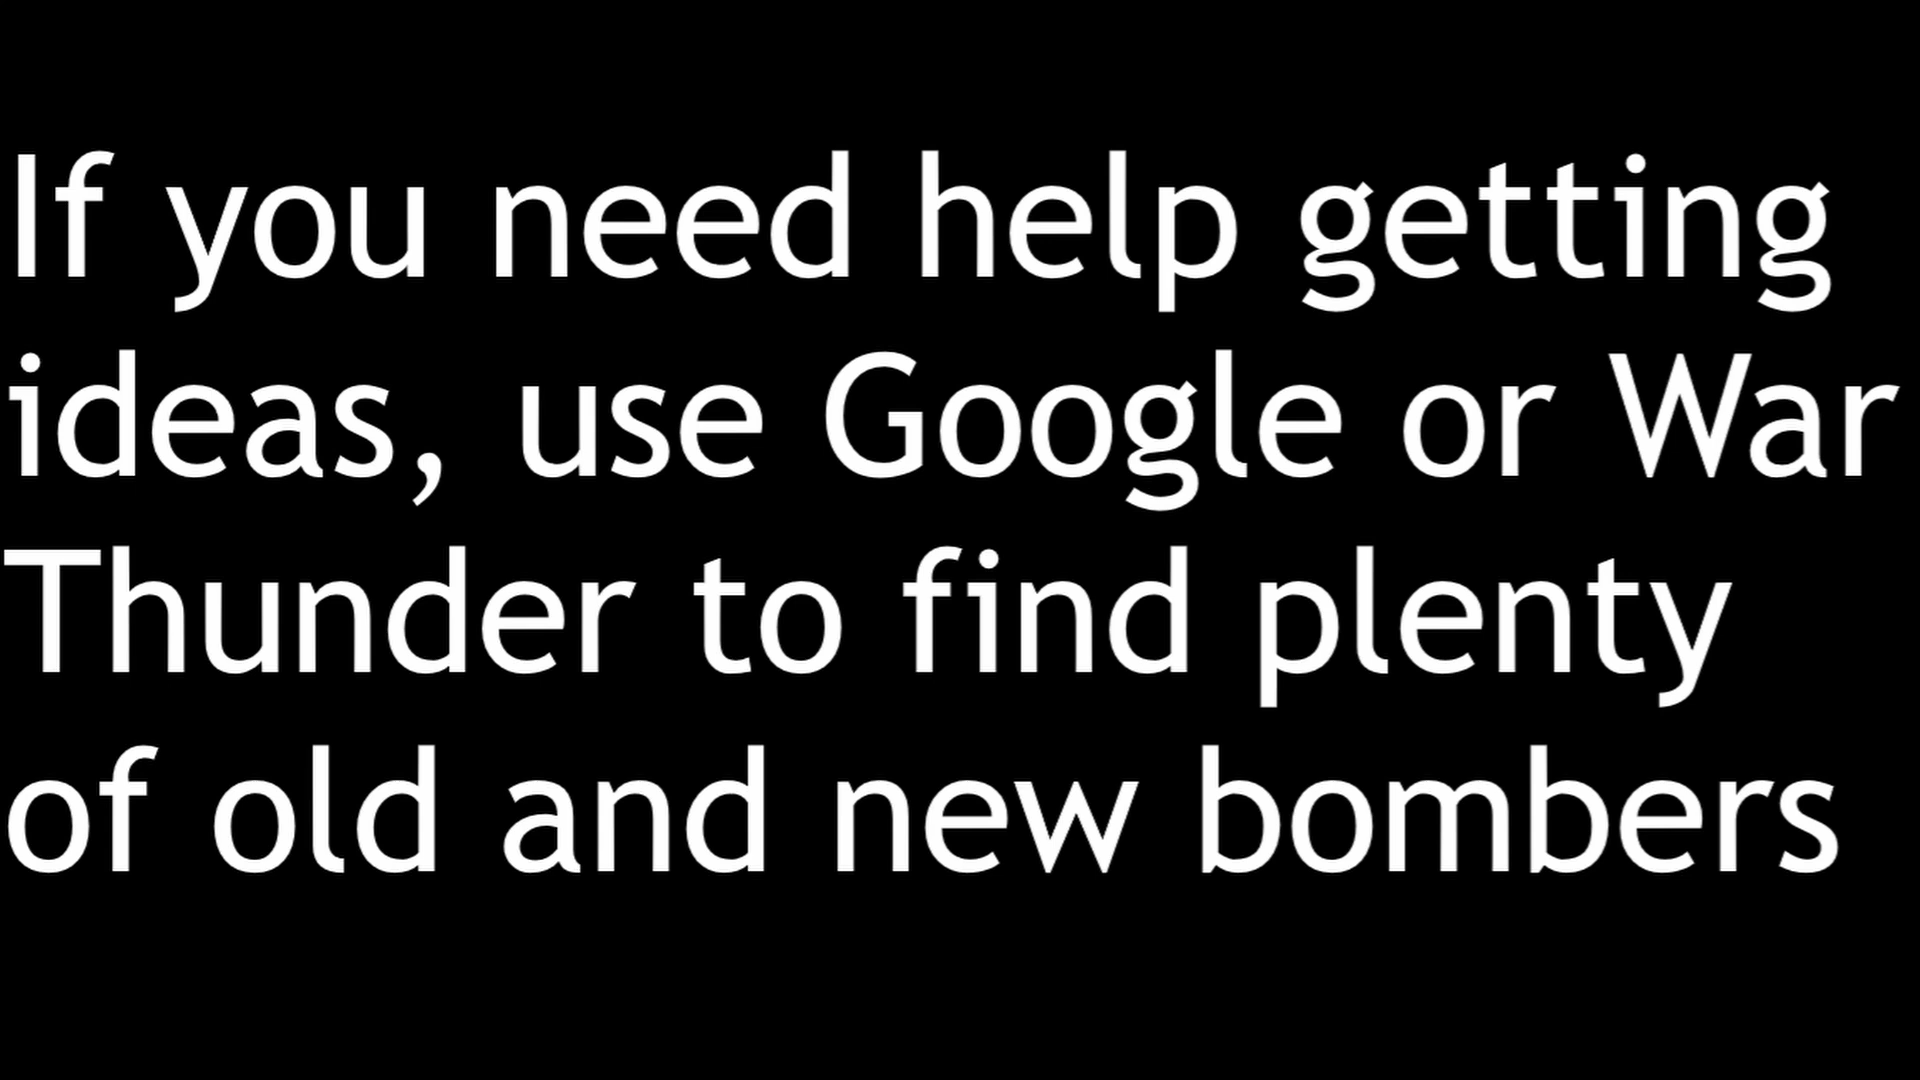 If you need help getting
ideas, use Google or War
Thunder to find plenty
of old and new bombers